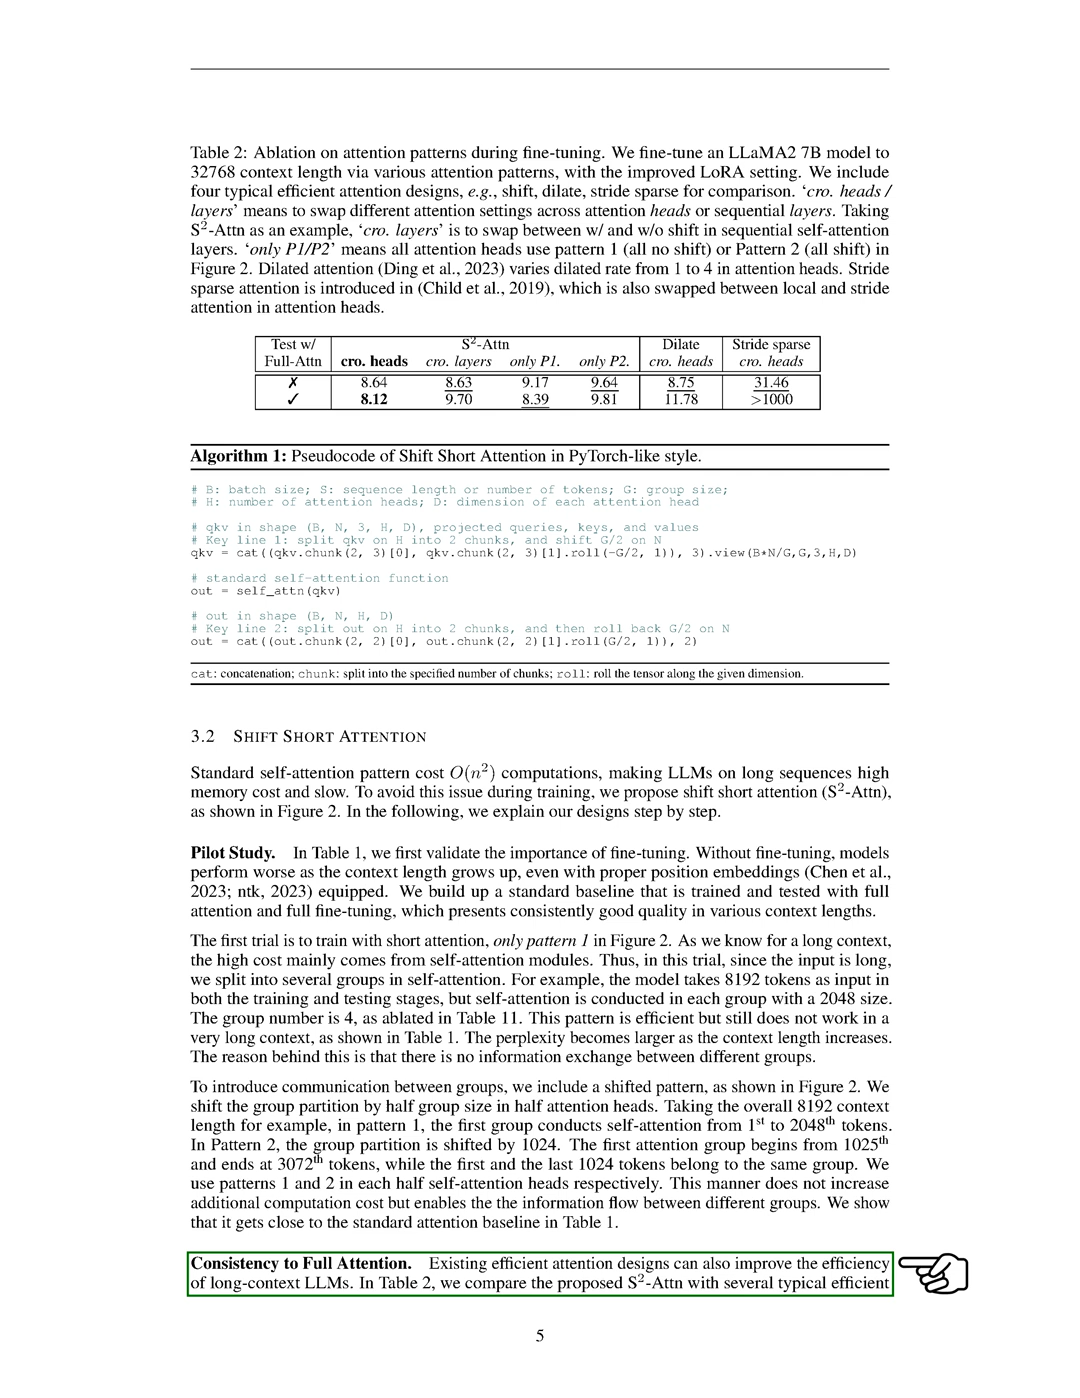 Table 2: Ablation on attention patterns during fine-tuning. We fine-tune an LLaMA2 7B model to
32768 context length via various attention patterns, with the improved LoRA setting. We include
four typical efficient attention designs, e.g., shift, dilate, stride sparse for comparison. ‘cro. heads /
layers’ means to swap different attention settings across attention heads or sequential layers. Taking
S²-Attn as an example, ‘cro. layers’ is to swap between w/ and w/o shift in sequential self-attention
layers. ‘only P1/P2’ means all attention heads use pattern 1 (all no shift) or Pattern 2 (all shift) in
Figure 2. Dilated attention (Ding et al., 2023) varies dilated rate from 1 to 4 in attention heads. Stride
sparse attention is introduced in (Child et al., 2019), which is also swapped between local and stride
attention in attention heads.
Test w/ S²-Attn Dilate Stride sparse
Full-Attn cro. heads cro. layers only P1. only P2. cro. heads cro. heads
✗ 8.64 8.63 9.17 9.64 8.75 31.46
✓ 8.12 9.70 8.39 9.81 11.78 >1000
Algorithm 1: Pseudocode of Shift Short Attention in PyTorch-like style.
# B: batch size; S: sequence length or number of tokens; G: group size;
# H: number of attention heads; D: dimension of each attention head
# qkv in shape (B, N, 3, H, D), projected queries, keys, and values
# Key line 1: split qkv on H into 2 chunks, and shift G/2 on N
qkv = cat((qkv.chunk(2, 3)[0], qkv.chunk(2, 3)[1].roll(-G/2, 1)), 3).view(B*N/G,G,3,H,D)
# standard self-attention function
out = self_attn(qkv)
# out in shape (B, N, H, D)
# Key line 2: split out on H into 2 chunks, and then roll back G/2 on N
out = cat((out.chunk(2, 2)[0], out.chunk(2, 2)[1].roll(G/2, 1)), 2)
cat: concatenation; chunk: split into the specified number of chunks; roll: roll the tensor along the given dimension.
3.2 SHIFT SHORT ATTENTION
Standard self-attention pattern cost O(n²) computations, making LLMs on long sequences high
memory cost and slow. To avoid this issue during training, we propose shift short attention (S²-Attn),
as shown in Figure 2. In the following, we explain our designs step by step.
Pilot Study. In Table 1, we first validate the importance of fine-tuning. Without fine-tuning, models
perform worse as the context length grows up, even with proper position embeddings (Chen et al.,
2023; ntk, 2023) equipped. We build up a standard baseline that is trained and tested with full
attention and full fine-tuning, which presents consistently good quality in various context lengths.
The first trial is to train with short attention, only pattern 1 in Figure 2. As we know for a long context,
the high cost mainly comes from self-attention modules. Thus, in this trial, since the input is long,
we split into several groups in self-attention. For example, the model takes 8192 tokens as input in
both the training and testing stages, but self-attention is conducted in each group with a 2048 size.
The group number is 4, as ablated in Table 11. This pattern is efficient but still does not work in a
very long context, as shown in Table 1. The perplexity becomes larger as the context length increases.
The reason behind this is that there is no information exchange between different groups.
To introduce communication between groups, we include a shifted pattern, as shown in Figure 2. We
shift the group partition by half group size in half attention heads. Taking the overall 8192 context
length for example, in pattern 1, the first group conducts self-attention from 1st to 2048th tokens.
In Pattern 2, the group partition is shifted by 1024. The first attention group begins from 1025th
and ends at 3072th tokens, while the first and the last 1024 tokens belong to the same group. We
use patterns 1 and 2 in each half self-attention heads respectively. This manner does not increase
additional computation cost but enables the the information flow between different groups. We show
that it gets close to the standard attention baseline in Table 1.
Consistency to Full Attention. Existing efficient attention designs can also improve the efficiency
of long-context LLMs. In Table 2, we compare the proposed S²-Attn with several typical efficient
5